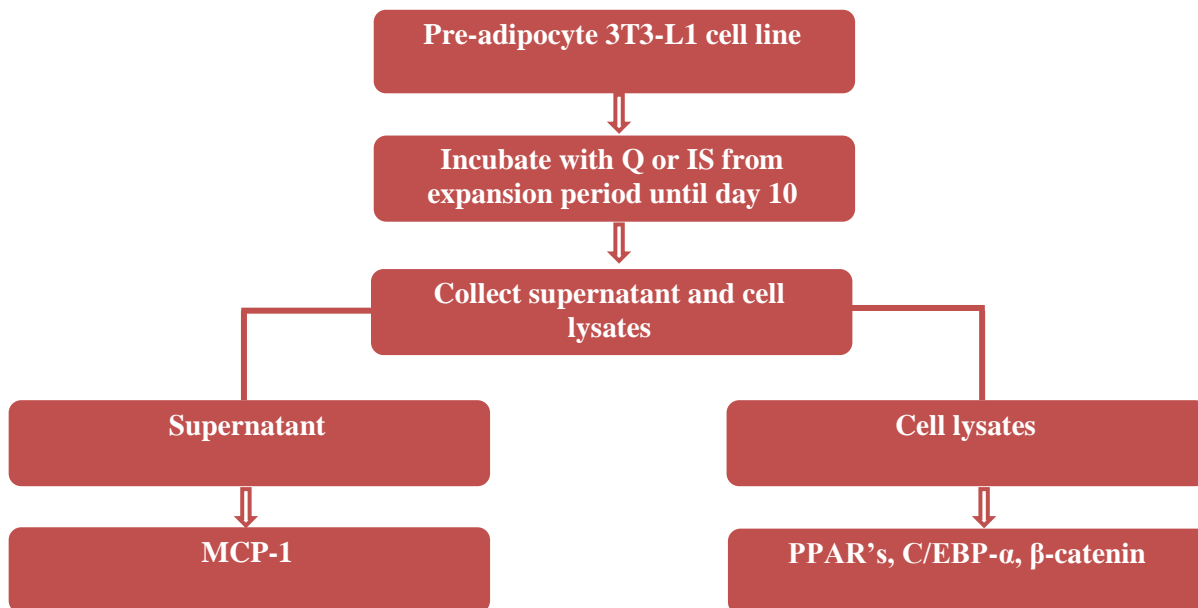 Pre-adipocyte 3T3-L1 cell line
Incubate with Q or IS from
expansion period until day 10
Collect supernatant and cell
lysates
Supernatant
Cell lysates
MCP-1
PPAR’s, C/EBP-α, β-catenin